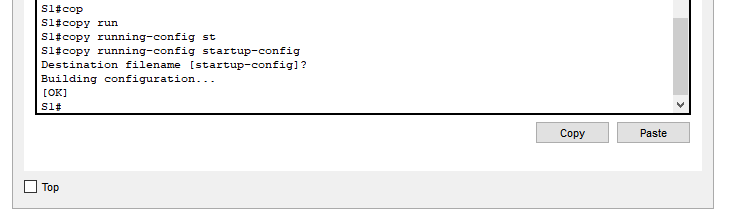 S1#cop
S1#copy run
S1#copy running-config st
S1#copy running-config startup-config
Destination filename [startup-config]?
Building configuration...
[OK]
S1#
Copy Paste
Top